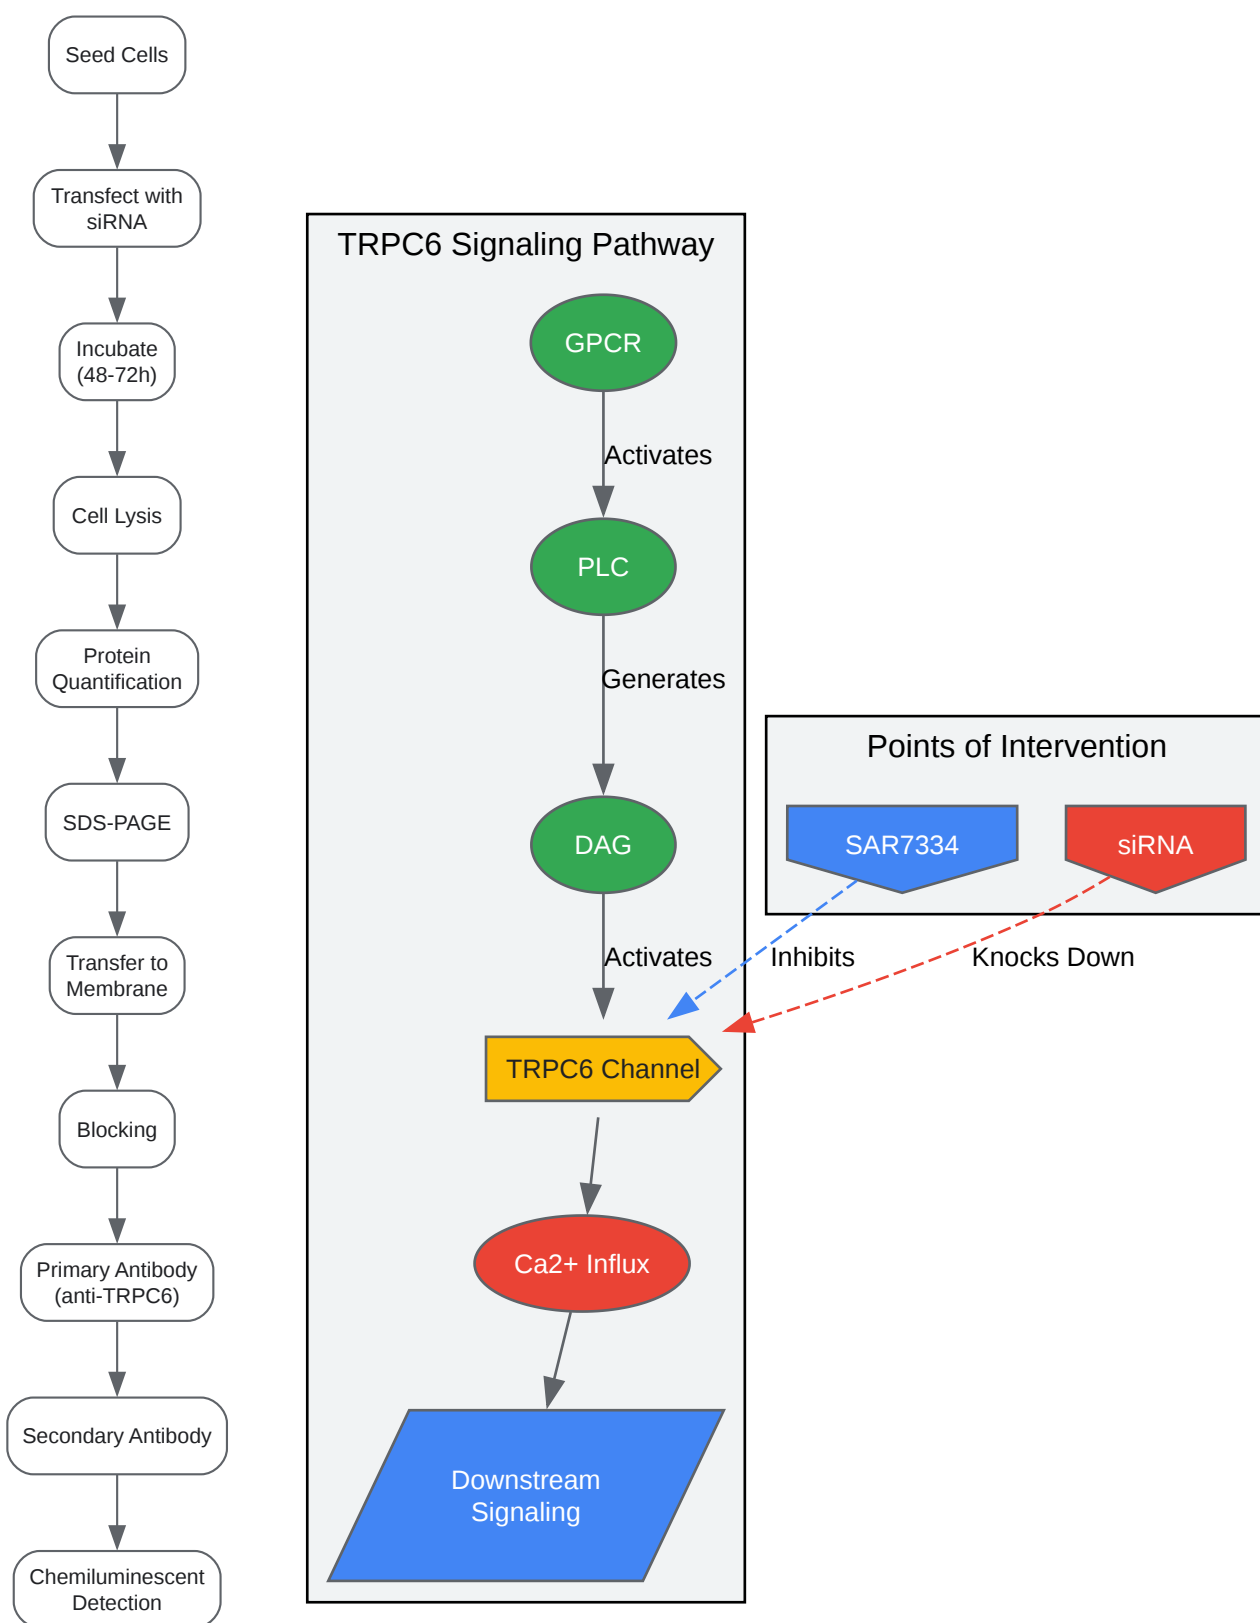 Seed Cells
Transfect with
siRNA
Incubate
(48-72h)
Cell Lysis
Protein
Quantification
SDS-PAGE
Transfer to
Membrane
Blocking
Primary Antibody
(anti-TRPC6)
Secondary Antibody
Chemiluminescent
Detection
TRPC6 Signaling Pathway
GPCR
Activates
PLC
Generates
DAG
Activates
TRPC6 Channel
Ca2+ Influx
Downstream
Signaling
Points of Intervention
SAR7334
siRNA
Inhibits
Knocks Down